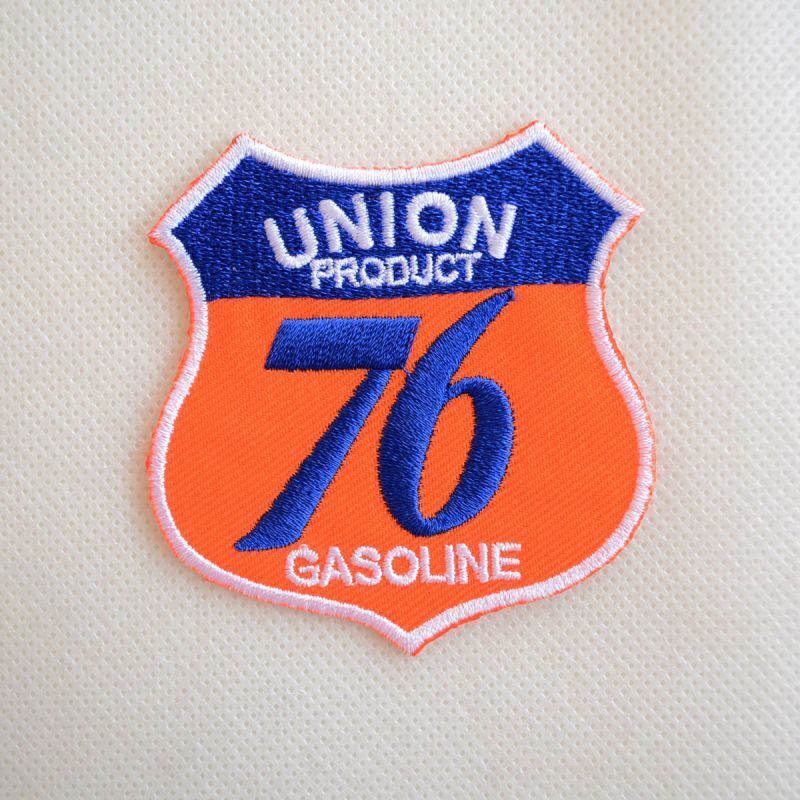 UNION
PRODUCT
76
GASOLINE